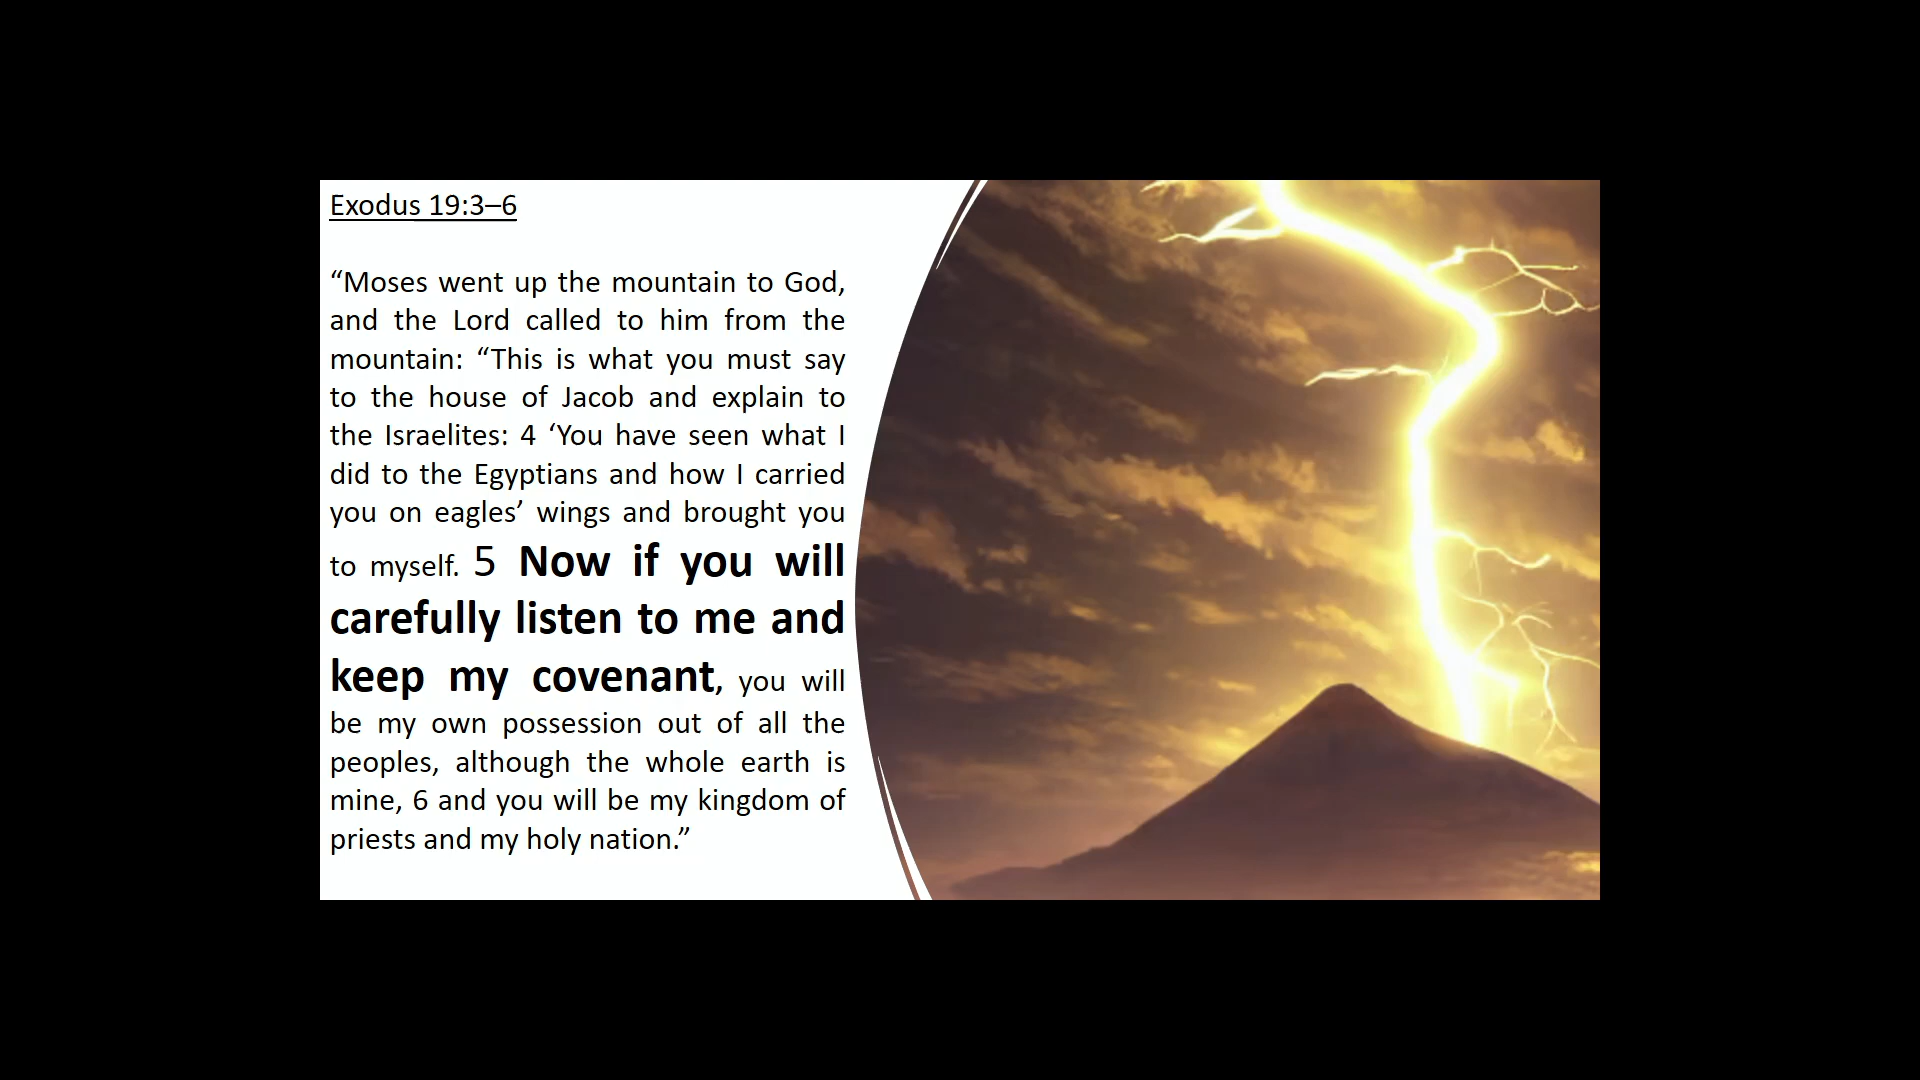 Exodus 19:3–6
“Moses went up the mountain to God,
and the Lord called to him from the
mountain: “This is what you must say
to the house of Jacob and explain to
the Israelites: 4 ‘You have seen what I
did to the Egyptians and how I carried
you on eagles’ wings and brought you
to myself. 5 Now if you will
carefully listen to me and
keep my covenant, you will
be my own possession out of all the
peoples, although the whole earth is
mine, 6 and you will be my kingdom of
priests and my holy nation.”